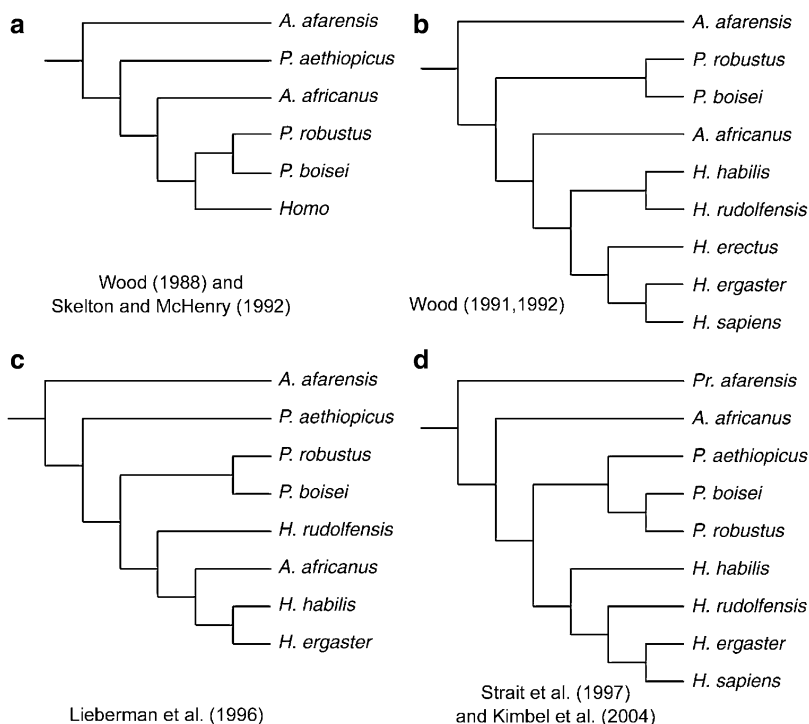 a
A. afarensis
P. aethiopicus
A. africanus
P. robustus
P. boisei
Homo
Wood (1988) and
Skelton and McHenry (1992)
b
A. afarensis
P. robustus
P. boisei
A. africanus
H. habilis
H. rudolfensis
H. erectus
H. ergaster
H. sapiens
Wood (1991,1992)
c
A. afarensis
P. aethiopicus
P. robustus
P. boisei
H. rudolfensis
A. africanus
H. habilis
H. ergaster
Lieberman et al. (1996)
d
Pr. afarensis
A. africanus
P. aethiopicus
P. boisei
P. robustus
H. habilis
H. rudolfensis
H. ergaster
H. sapiens
Strait et al. (1997)
and Kimbel et al. (2004)